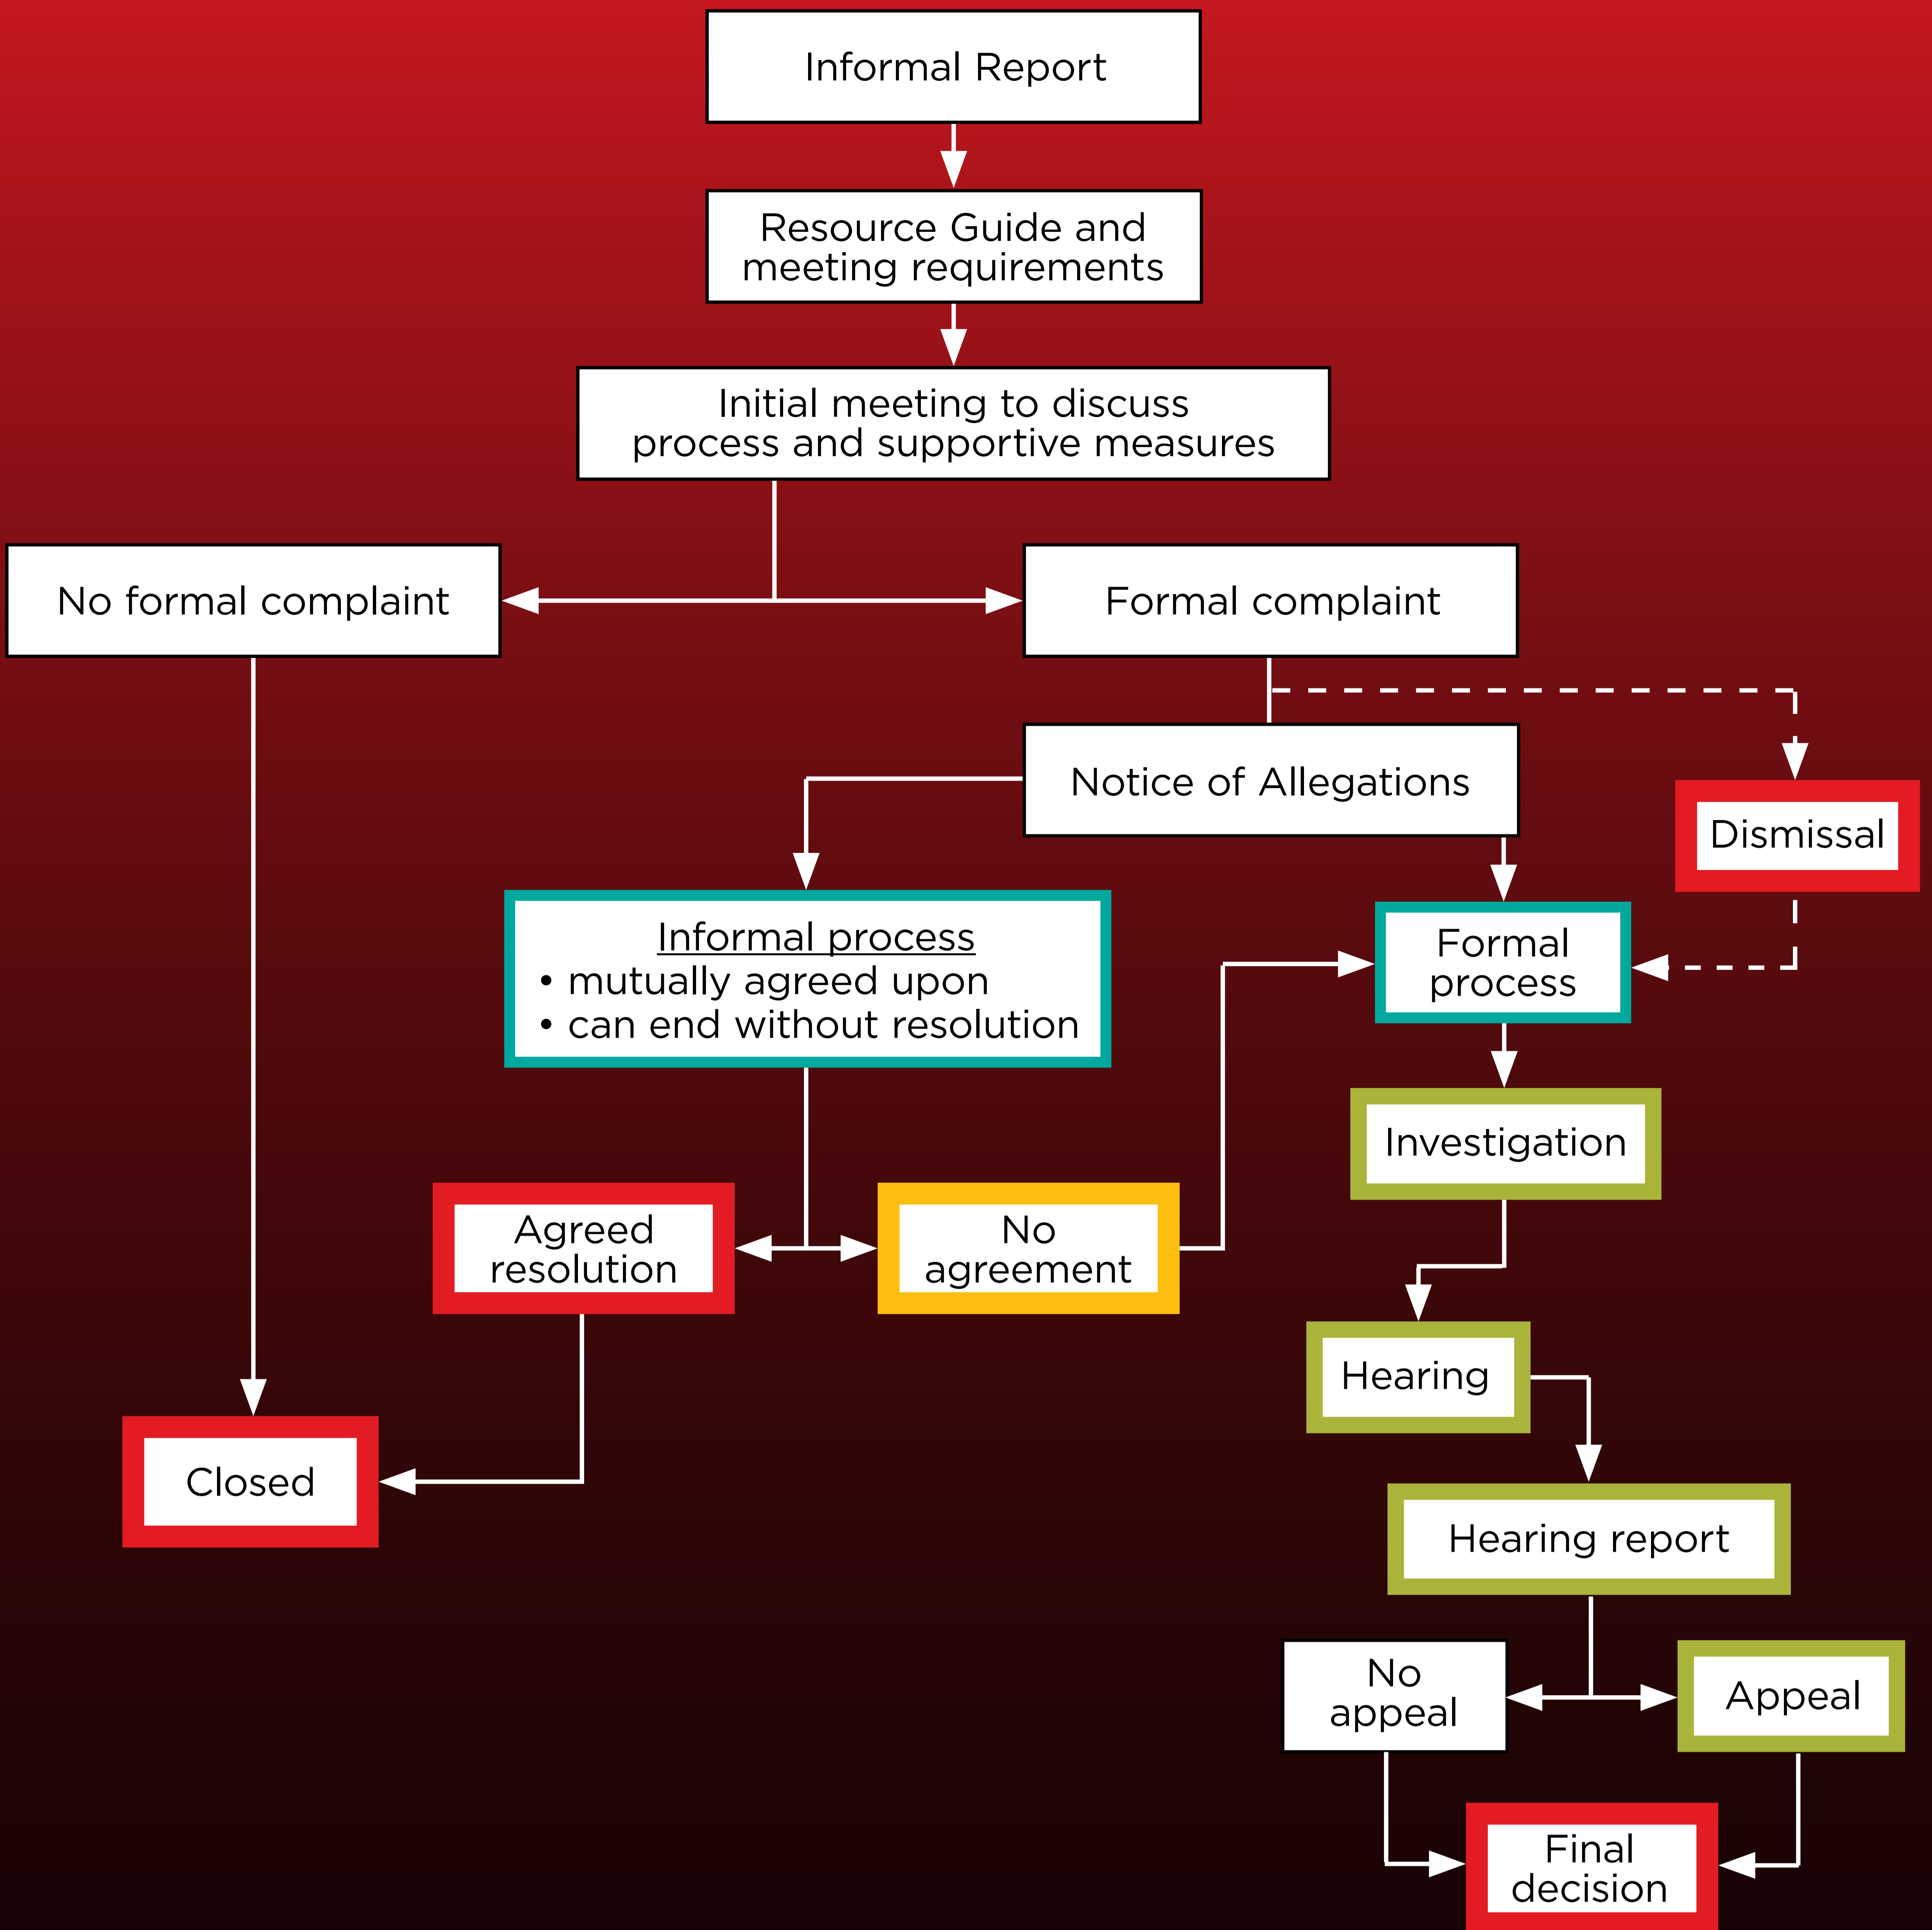 Informal Report
Resource Guide and
meeting requirements
Initial meeting to discuss
process and supportive measures
No formal complaint
Formal complaint
Notice of Allegations
Dismissal
Informal process
• mutually agreed upon
• can end without resolution
Formal
process
Investigation
Agreed
resolution
No
agreement
Hearing
Closed
Hearing report
No
appeal
Appeal
Final
decision